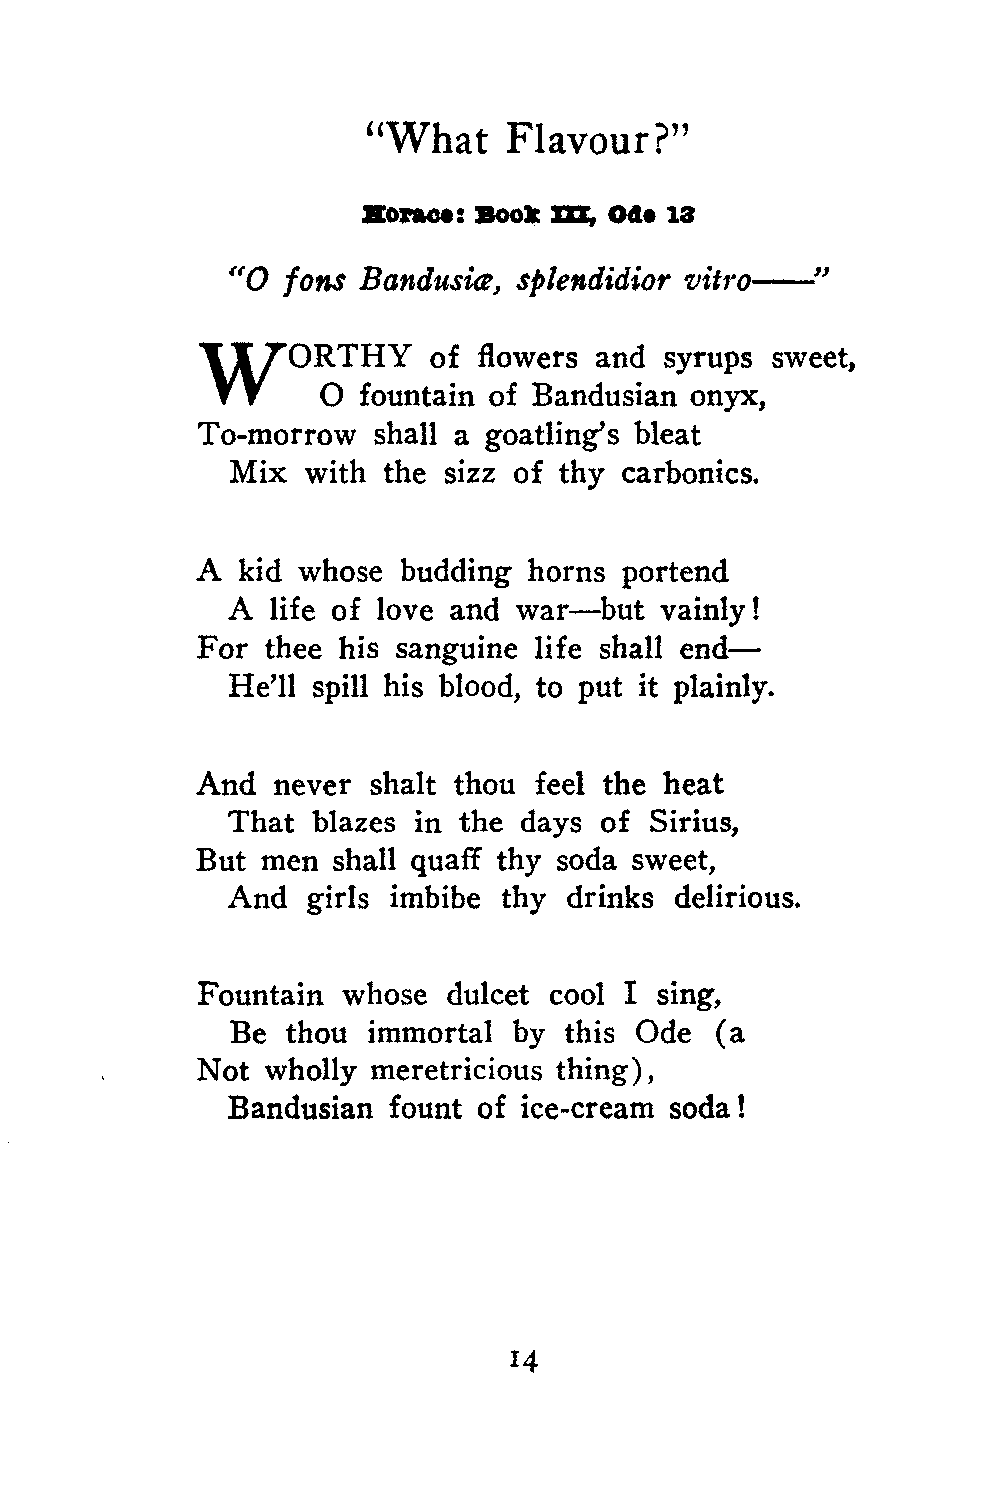 “What Flavour?”
Horace: Book III, Ode 13
“O fons Bandusiæ, splendidior vitro——”
WORTHY of flowers and syrups sweet,
O fountain of Bandusian onyx,
To-morrow shall a goatling’s bleat
Mix with the sizz of thy carbonics.
A kid whose budding horns portend
A life of love and war—but vainly!
For thee his sanguine life shall end—
He’ll spill his blood, to put it plainly.
And never shalt thou feel the heat
That blazes in the days of Sirius,
But men shall quaff thy soda sweet,
And girls imbibe thy drinks delirious.
Fountain whose dulcet cool I sing,
Be thou immortal by this Ode (a
Not wholly meretricious thing),
Bandusian fount of ice-cream soda!
14